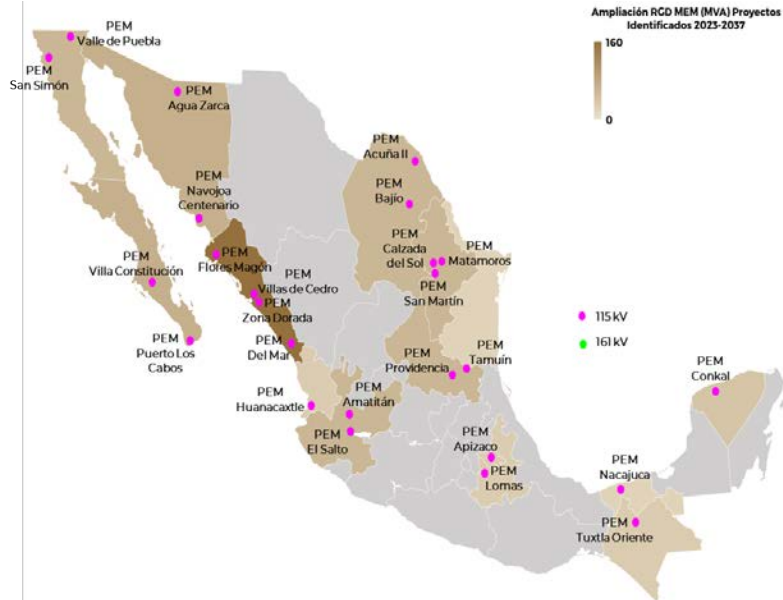 Ampliación RGD MEM (MVA) Proyectos
Identificados 2023-2037
160
0
PEM
Valle de Puebla
PEM
San Simón
PEM
Agua Zarca
PEM
Acuña II
PEM
Navojoa
Centenario
PEM
Bajío
PEM
Calzada
del Sol
PEM
Matamoros
PEM
Flores Magón
PEM
Villa Constitución
PEM
Villas de Cedro
PEM
Zona Dorada
PEM
San Martín
115 kV
161 kV
PEM
Puerto Los
Cabos
PEM
Del Mar
PEM
Providencia
PEM
Tamuín
PEM
Conkal
PEM
Huanacaxtle
PEM
Amatitán
PEM
El Salto
PEM
Apizaco
PEM
Lomas
PEM
Nacajuca
PEM
Tuxtla Oriente